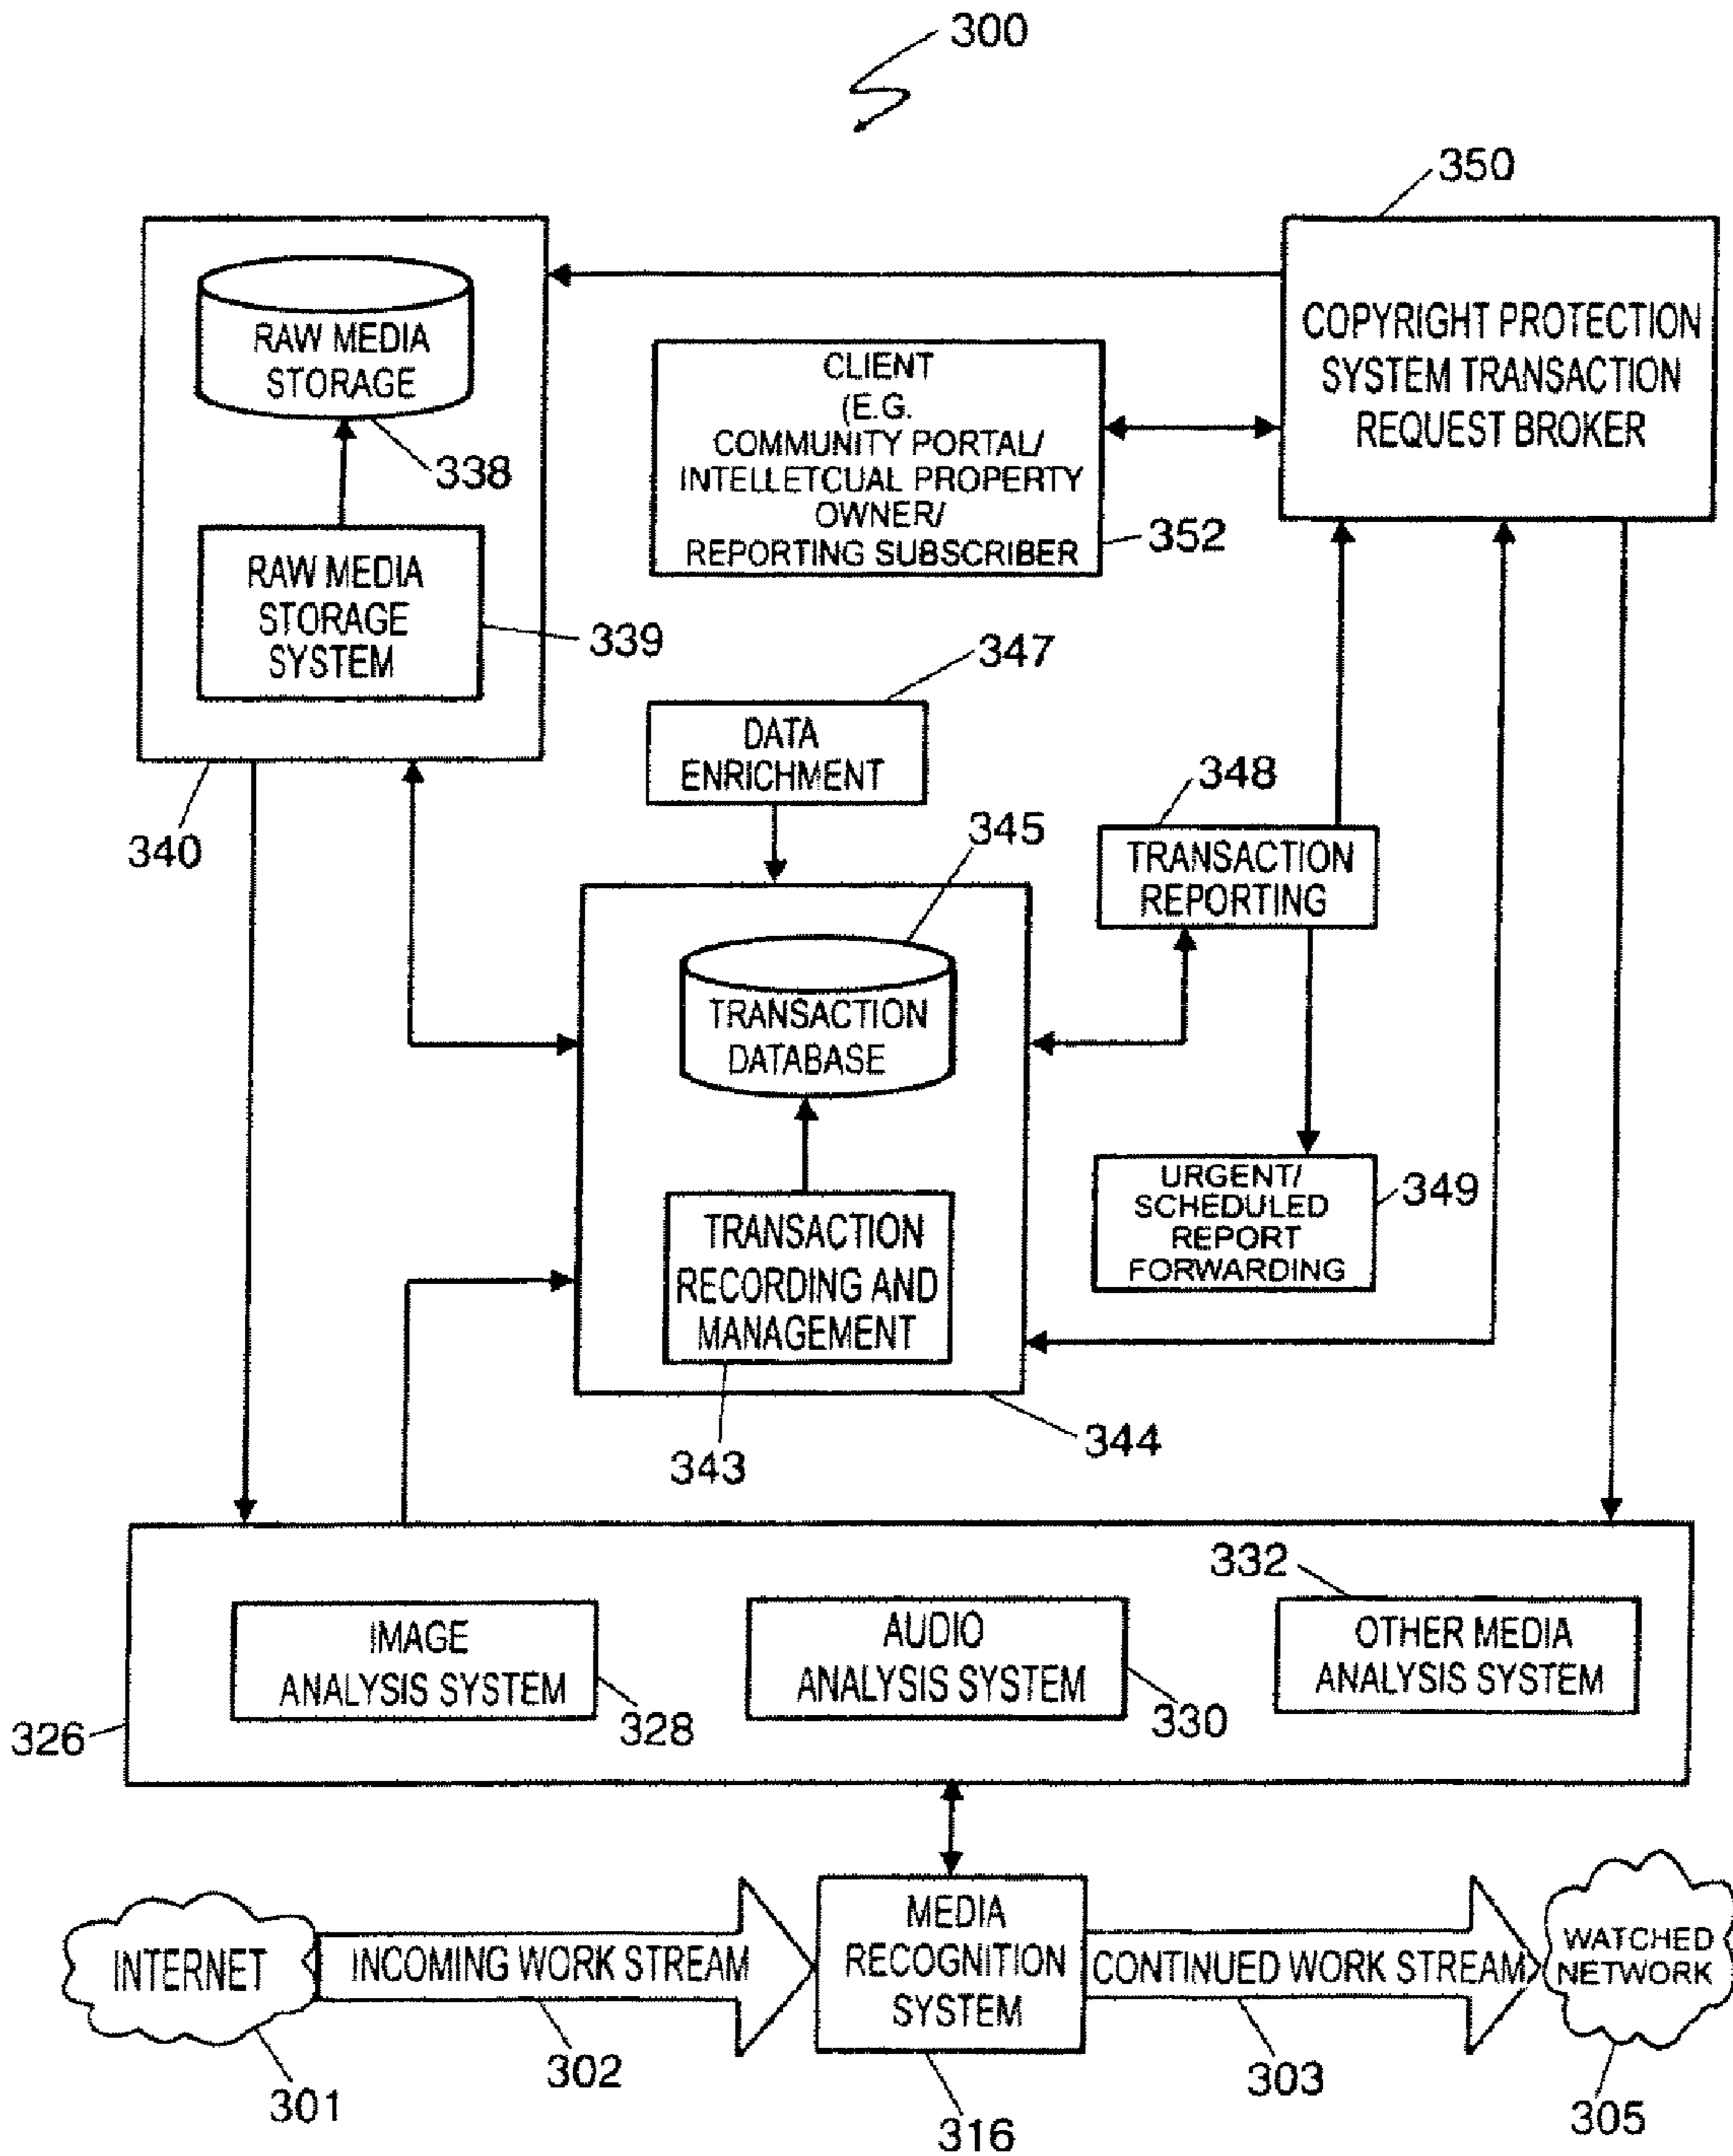 300
350
RAW MEDIA
STORAGE
338
RAW MEDIA
STORAGE
SYSTEM
339
340
CLIENT
(E.G.
COMMUNITY PORTAL/
INTELLETCUAL PROPERTY
OWNER/
REPORTING SUBSCRIBER
352
COPYRIGHT PROTECTION
SYSTEM TRANSACTION
REQUEST BROKER
347
DATA
ENRICHMENT
345
TRANSACTION
DATABASE
348
TRANSACTION
REPORTING
TRANSACTION
RECORDING AND
MANAGEMENT
343
344
URGENT/
SCHEDULED
REPORT
FORWARDING
349
326
IMAGE
ANALYSIS SYSTEM
328
AUDIO
ANALYSIS SYSTEM
330
332
OTHER MEDIA
ANALYSIS SYSTEM
INTERNET
301
INCOMING WORK STREAM
302
MEDIA
RECOGNITION
SYSTEM
316
CONTINUED WORK STREAM
303
WATCHED
NETWORK
305